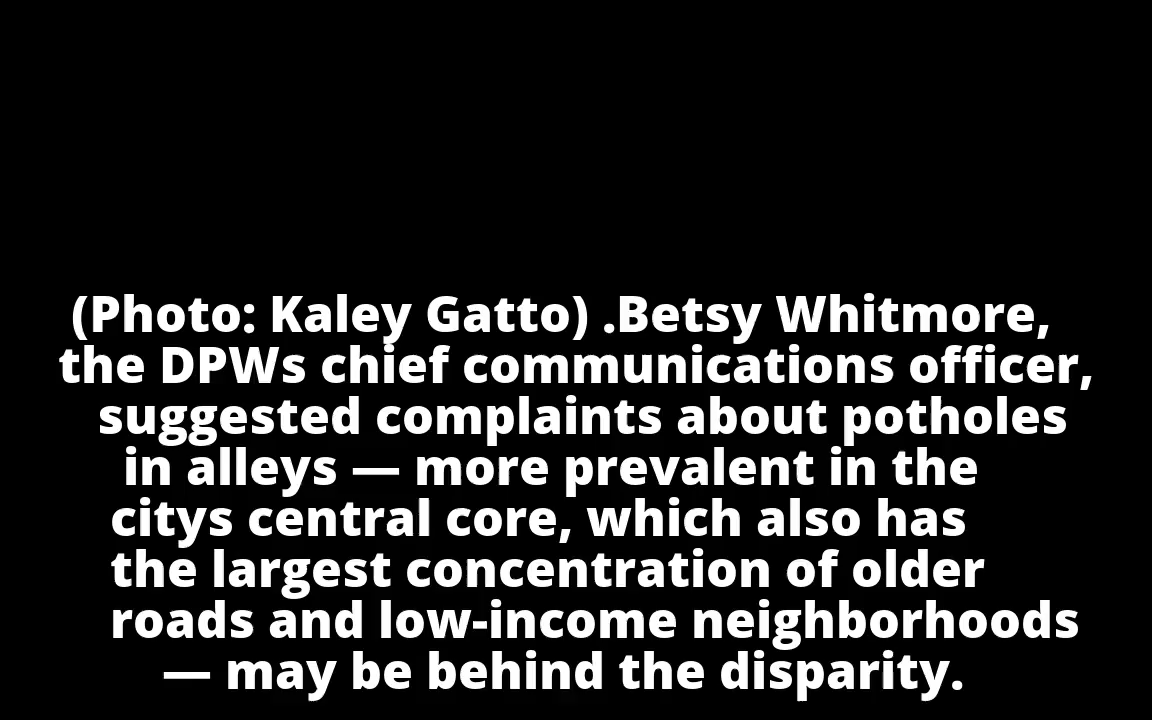 (Photo: Kaley Gatto) .Betsy Whitmore,
the DPWs chief communications officer,
suggested complaints about potholes
in alleys — more prevalent in the
citys central core, which also has
the largest concentration of older
roads and low-income neighborhoods
— may be behind the disparity.